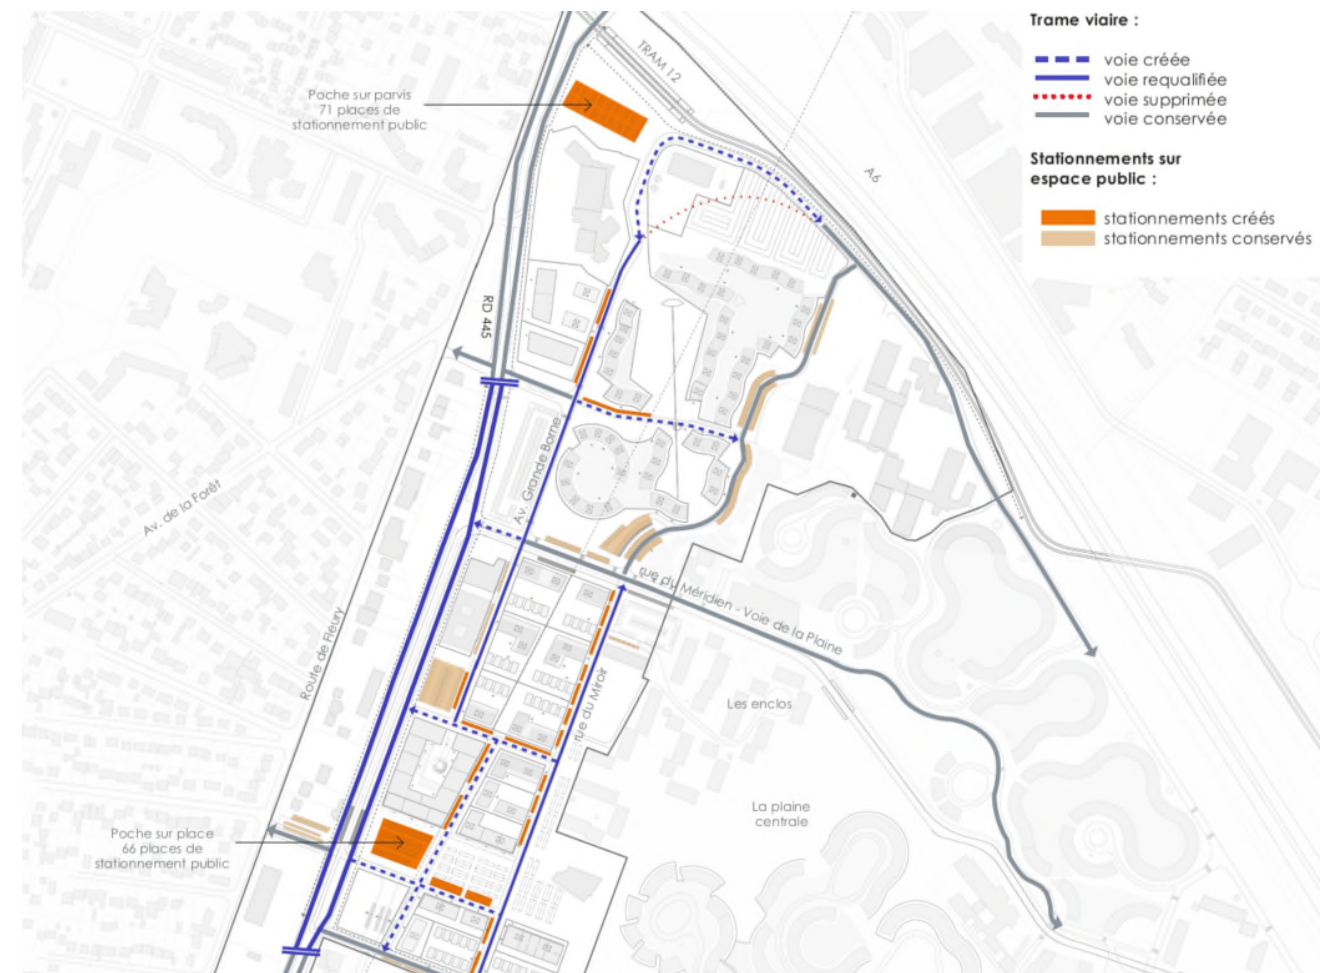 Trame viaire :
voie créée
voie requalifiée
voie supprimée
voie conservée
Stationnements sur
espace public :
stationnements créés
stationnements conservés
TRAM 12
A6
Poche sur parvis
71 places de
stationnement public
RD 445
Av. Grande Borne
Av. de la Forêt
rue du Méridien - Voie de la Plaine
Route de Fleury
rue du Miroir
Les enclos
La plaine
centrale
Poche sur place
66 places de
stationnement public